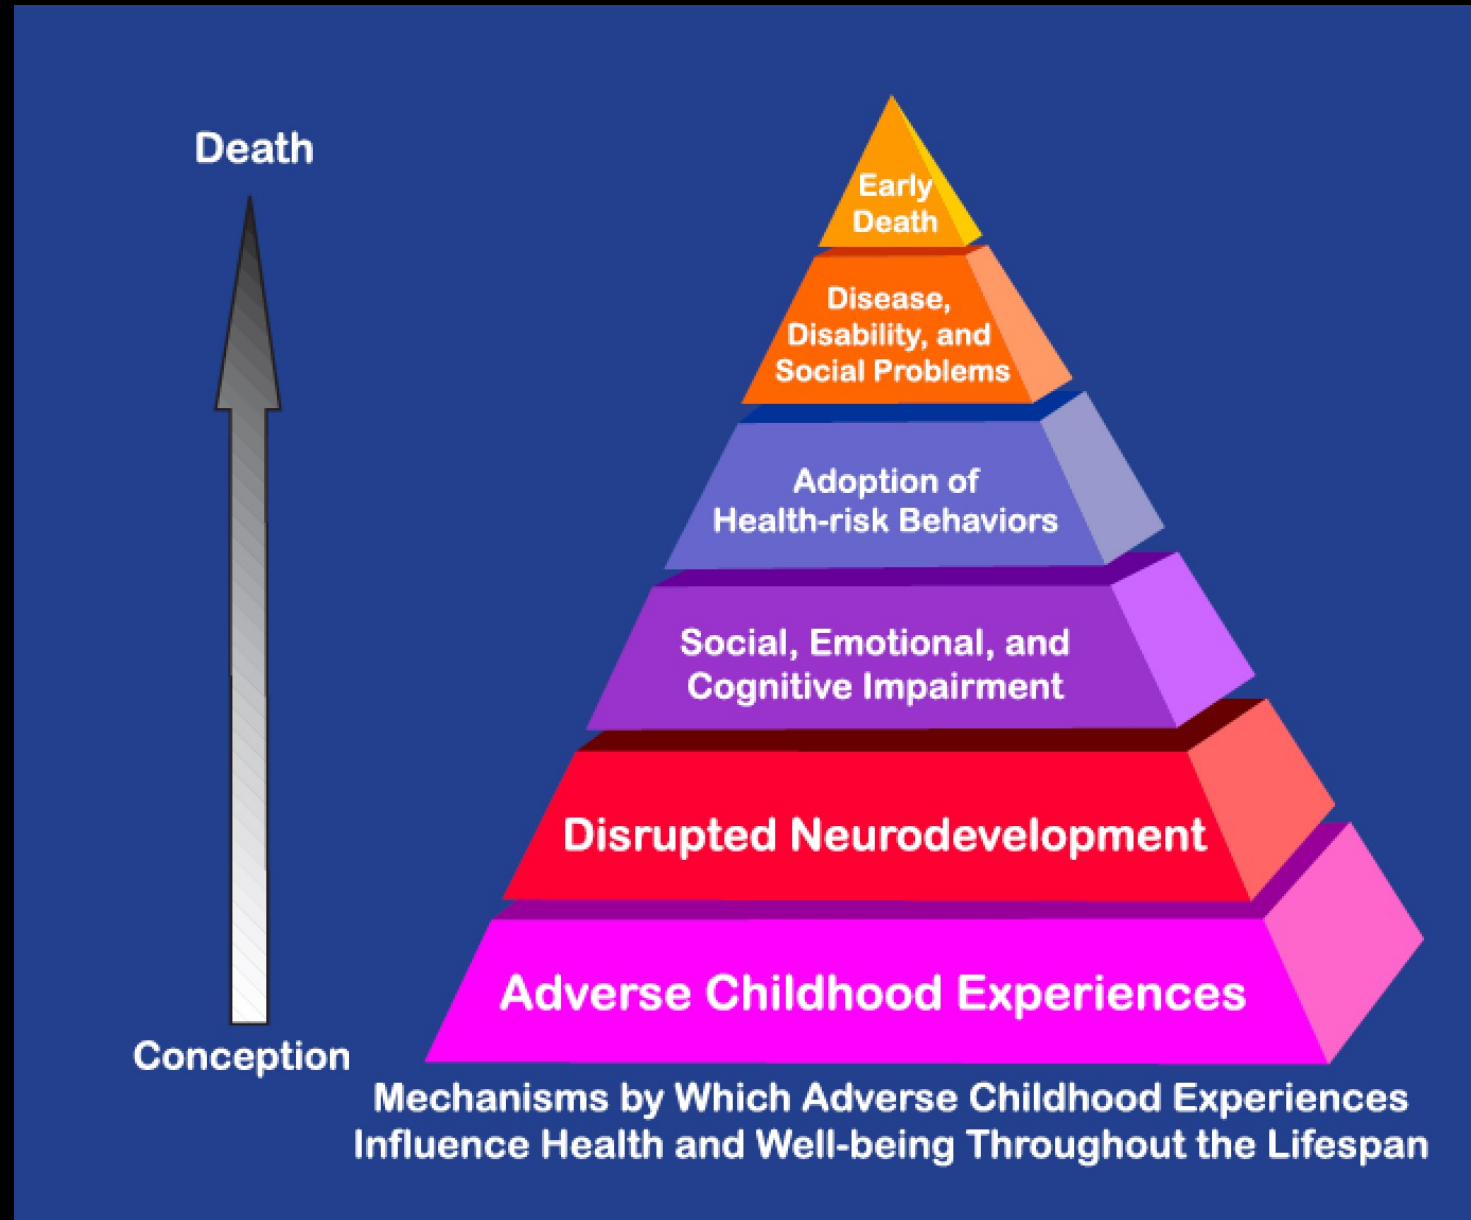 Death
Early
Death
Disease,
Disability, and
Social Problems
Adoption of
Health-risk Behaviors
Social, Emotional, and
Cognitive Impairment
Disrupted Neurodevelopment
Adverse Childhood Experiences
Conception
Mechanisms by Which Adverse Childhood Experiences
Influence Health and Well-being Throughout the Lifespan